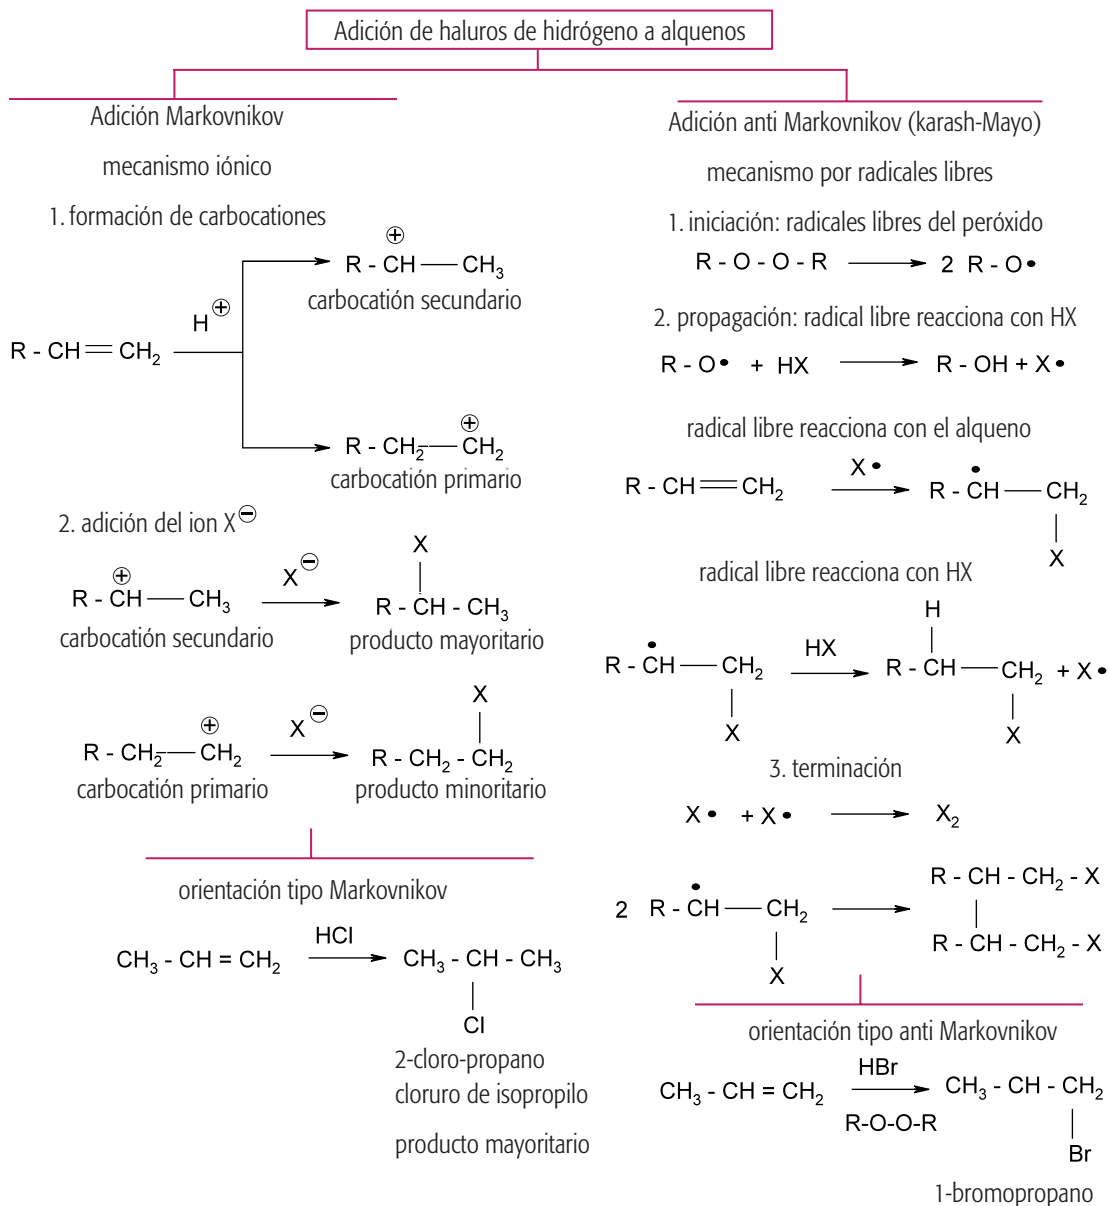 Adición de haluros de hidrógeno a alquenos
Adición Markovnikov
mecanismo iónico
1. formación de carbocationes
R - CH=CH₂
H⊕
⊕
R - CH — CH₃
carbocatión secundario
⊕
R - CH₂ — CH₂
carbocatión primario
2. adición del ion X⊖
⊕
R - CH — CH₃
carbocatión secundario
X⊖
X
R - CH - CH₃
producto mayoritario
⊕
R - CH₂ — CH₂
carbocatión primario
X⊖
X
R - CH₂ - CH₂
producto minoritario
orientación tipo Markovnikov
CH₃ - CH = CH₂
HCl
CH₃ - CH - CH₃
Cl
2-cloro-propano
cloruro de isopropilo
producto mayoritario
Adición anti Markovnikov (karash-Mayo)
mecanismo por radicales libres
1. iniciación: radicales libres del peróxido
R - O - O - R ⟶ 2 R - O•
2. propagación: radical libre reacciona con HX
R - O• + HX ⟶ R - OH + X•
radical libre reacciona con el alqueno
X•
•
R - CH=CH₂ ⟶ R - CH — CH₂
X
radical libre reacciona con HX
H
•
HX
R - CH — CH₂ ⟶ R - CH — CH₂ + X•
X X
3. terminación
X• + X• ⟶ X₂
R - CH - CH₂ - X
•
2 R - CH — CH₂ ⟶
R - CH - CH₂ - X
X
orientación tipo anti Markovnikov
HBr
CH₃ - CH = CH₂ ⟶ CH₃ - CH - CH₂
R-O-O-R
Br
1-bromopropano